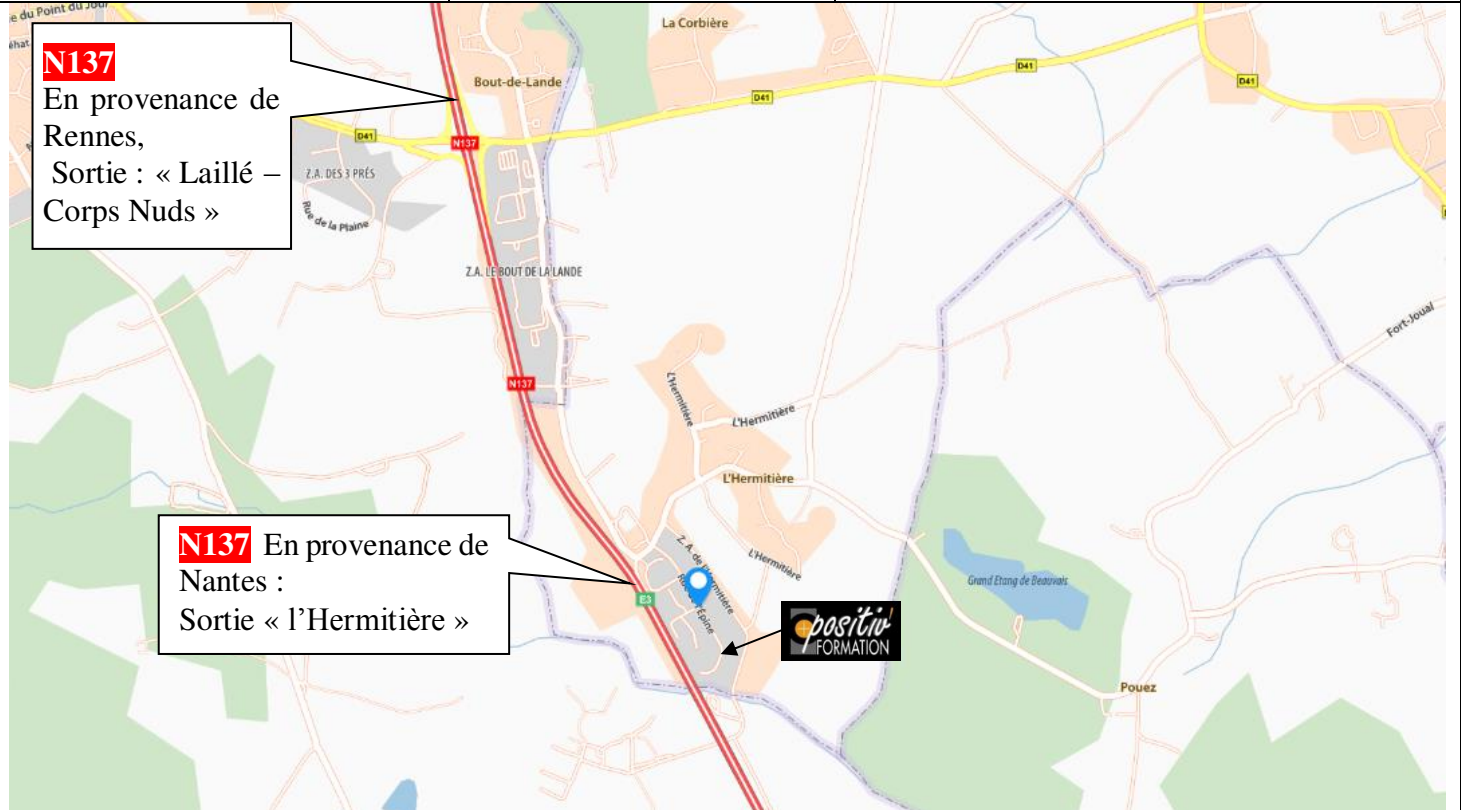 e du Point du Jour
éhat
N137
En provenance de
Rennes,
Sortie : « Laillé –
Corps Nuds »
La Corbière
Bout-de-Lande
D41
D41
D41
D41
N137
Z.A. DES 3 PRÉS
Rue de la Plaine
Z.A. LE BOUT DE LA LANDE
Fort-Joual
N137
L'Hermitière
L'Hermitière
L'Hermitière
N137 En provenance de
Nantes :
Sortie « l'Hermitière »
Z. A. de l'Hermitière
L'Hermitière
Grand Etang de Beauvais
E3
positiv'
FORMATION
Pouez